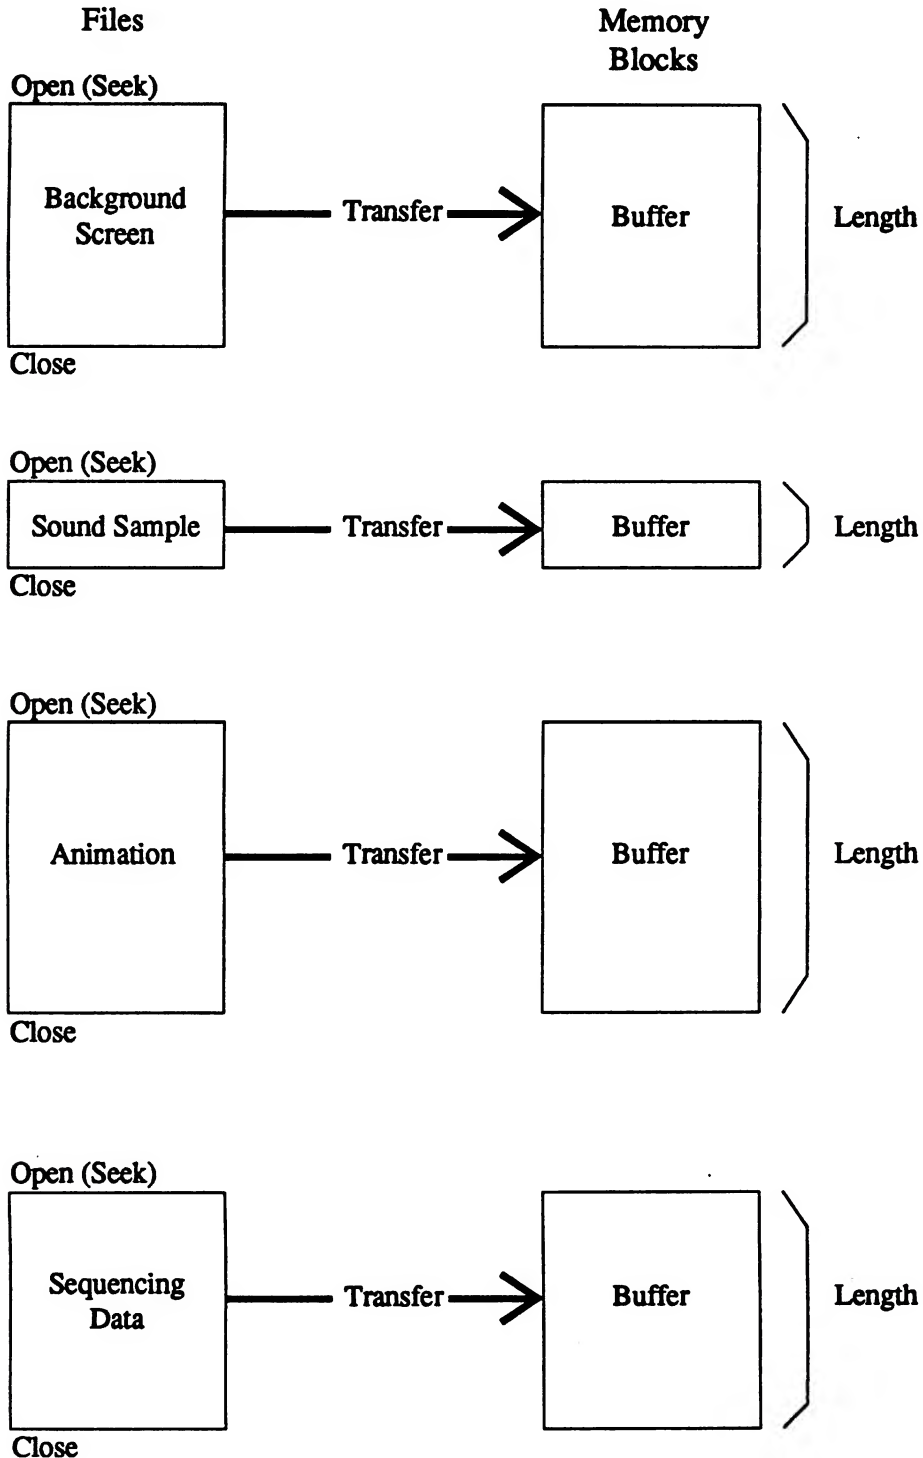 Files
Memory
Blocks
Open (Seek)
Background
Screen
Transfer
Buffer
Length
Close
Open (Seek)
Sound Sample
Transfer
Buffer
Length
Close
Open (Seek)
Animation
Transfer
Buffer
Length
Close
Open (Seek)
Sequencing
Data
Transfer
Buffer
Length
Close